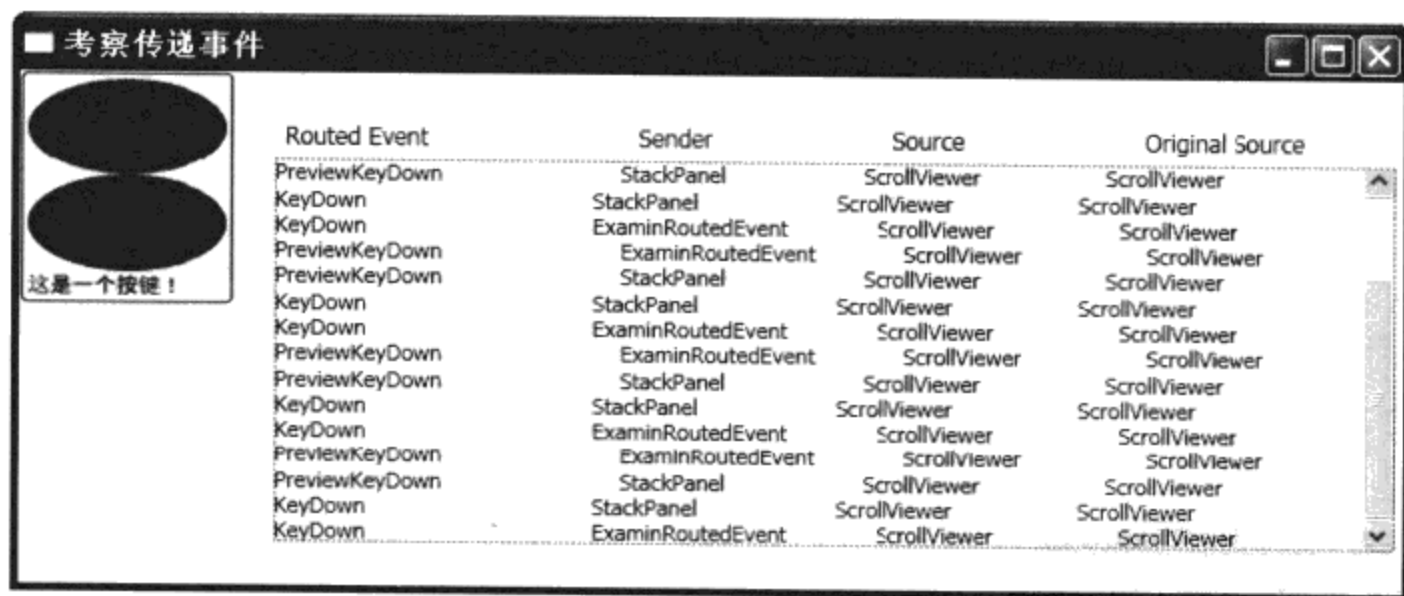 考察传递事件
这是一个按键！
Routed Event Sender Source Original Source
PreviewKeyDown StackPanel ScrollViewer ScrollViewer
KeyDown StackPanel ScrollViewer ScrollViewer
KeyDown ExaminRoutedEvent ScrollViewer ScrollViewer
PreviewKeyDown ExaminRoutedEvent ScrollViewer ScrollViewer
PreviewKeyDown StackPanel ScrollViewer ScrollViewer
KeyDown StackPanel ScrollViewer ScrollViewer
KeyDown ExaminRoutedEvent ScrollViewer ScrollViewer
PreviewKeyDown ExaminRoutedEvent ScrollViewer ScrollViewer
PreviewKeyDown StackPanel ScrollViewer ScrollViewer
KeyDown StackPanel ScrollViewer ScrollViewer
KeyDown ExaminRoutedEvent ScrollViewer ScrollViewer
PreviewKeyDown ExaminRoutedEvent ScrollViewer ScrollViewer
PreviewKeyDown StackPanel ScrollViewer ScrollViewer
KeyDown StackPanel ScrollViewer ScrollViewer
KeyDown ExaminRoutedEvent ScrollViewer ScrollViewer